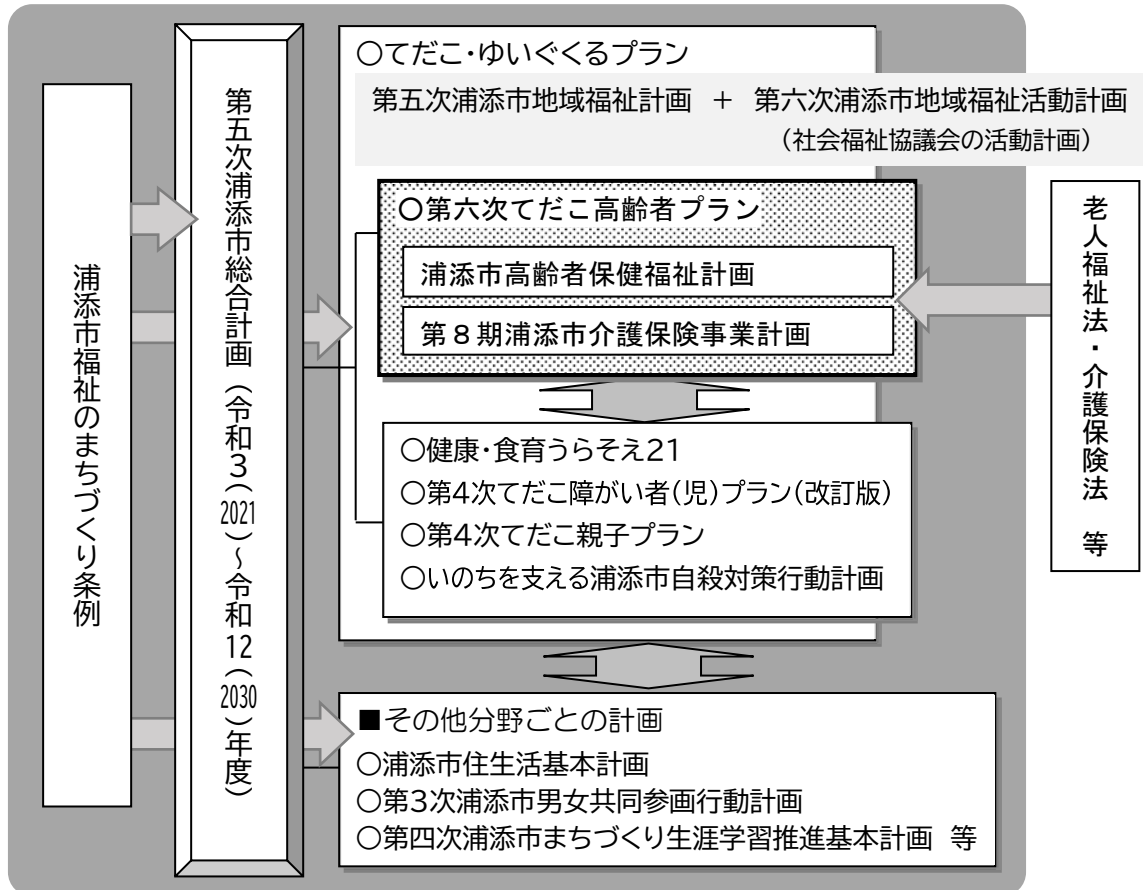 浦添市福祉のまちづくり条例
第五次浦添市総合計画(令和3(2021)~令和12(2030)年度)
○てだこ・ゆいぐくるプラン
第五次浦添市地域福祉計画 + 第六次浦添市地域福祉活動計画
(社会福祉協議会の活動計画)
○第六次てだこ高齢者プラン
浦添市高齢者保健福祉計画
第8期浦添市介護保険事業計画
○健康・食育うらそえ21
○第4次てだこ障がい者(児)プラン(改訂版)
○第4次てだこ親子プラン
○いのちを支える浦添市自殺対策行動計画
■その他分野ごとの計画
○浦添市住生活基本計画
○第3次浦添市男女共同参画行動計画
○第四次浦添市まちづくり生涯学習推進基本計画 等
老人福祉法・介護保険法 等